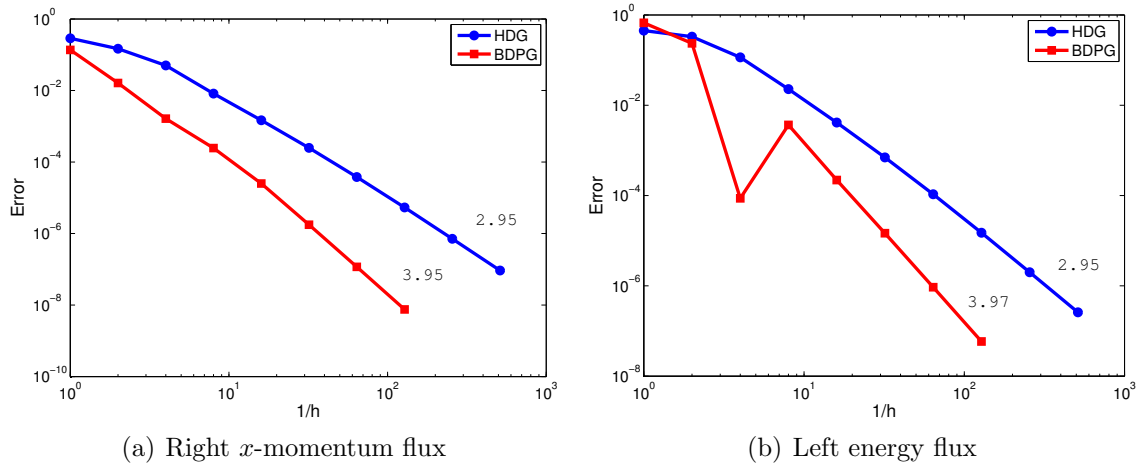 10^0
10^-2
10^-4
10^-6
10^-8
10^-10
Error
HDG
BDPG
2.95
3.95
10^0
10^1
10^2
10^3
1/h
(a) Right x-momentum flux
10^0
10^-2
10^-4
10^-6
10^-8
Error
HDG
BDPG
2.95
3.97
10^0
10^1
10^2
10^3
1/h
(b) Left energy flux